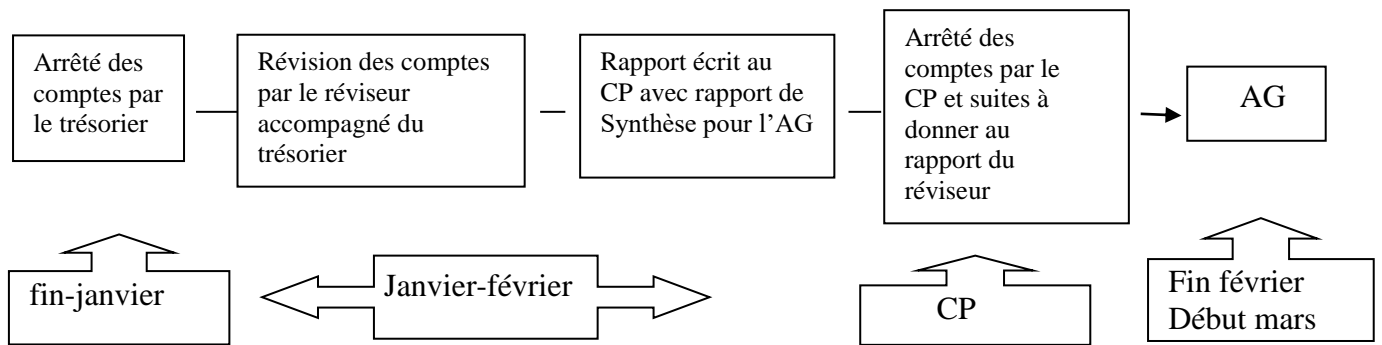 Arrêté des
comptes par
le trésorier
Révision des comptes
par le réviseur
accompagné du
trésorier
Rapport écrit au
CP avec rapport de
Synthèse pour l’AG
Arrêté des
comptes par le
CP et suites à
donner au
rapport du
réviseur
AG
fin-janvier
Janvier-février
CP
Fin février
Début mars